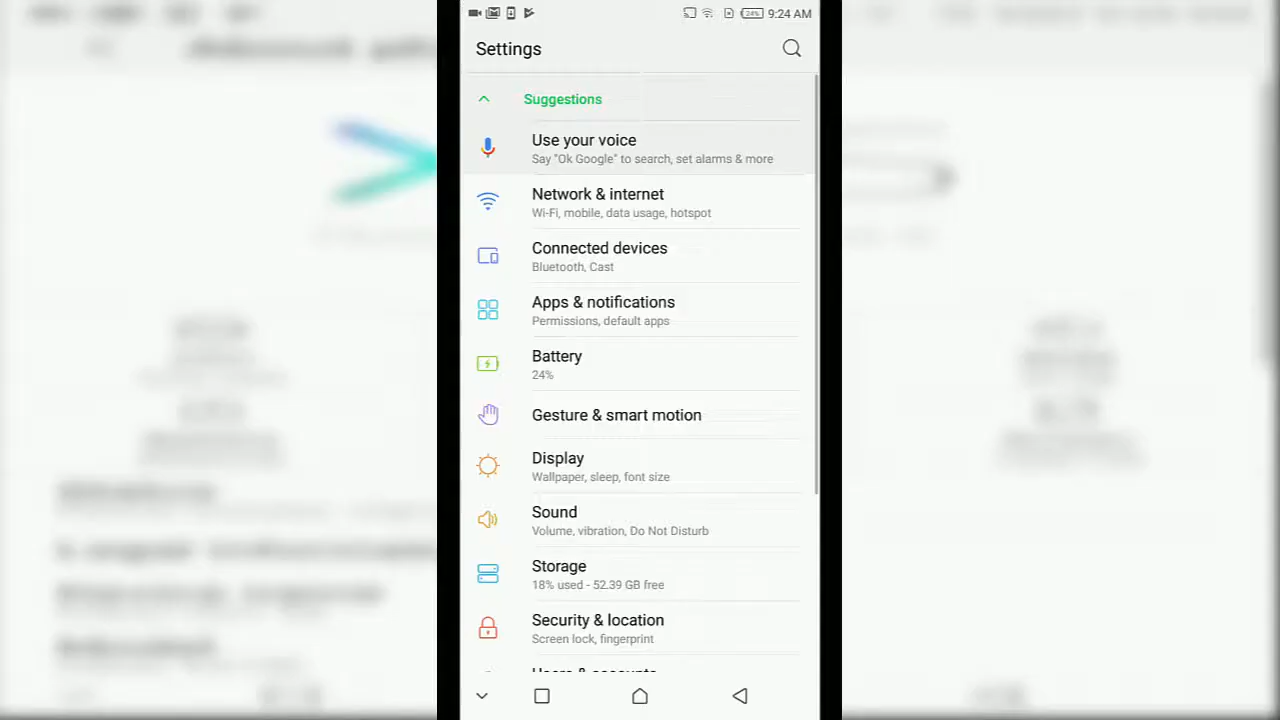 24% 9:24 AM
Settings
Suggestions
Use your voice
Say "Ok Google" to search, set alarms & more
Network & internet
Wi-Fi, mobile, data usage, hotspot
Connected devices
Bluetooth, Cast
Apps & notifications
Permissions, default apps
Battery
24%
Gesture & smart motion
Display
Wallpaper, sleep, font size
Sound
Volume, vibration, Do Not Disturb
Storage
18% used - 52.39 GB free
Security & location
Screen lock, fingerprint
Users & accounts